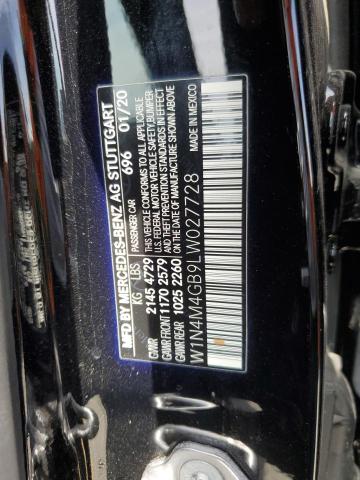 MFD BY MERCEDES-BENZ AG STUTTGART
PASSENGER CAR 696 01/20
KG LBS
GVWR 2145 4729
GWR FRONT 1170 2579
GWR REAR 1025 2260
THIS VEHICLE CONFORMS TO ALL APPLICABLE
U.S. FEDERAL MOTOR VEHICLE SAFETY BUMPER
AND THEFT PREVENTION STANDARDS IN EFFECT
ON THE DATE OF MANUFACTURE SHOWN ABOVE
MADE IN MEXICO
W1N4M4GB9LW027728